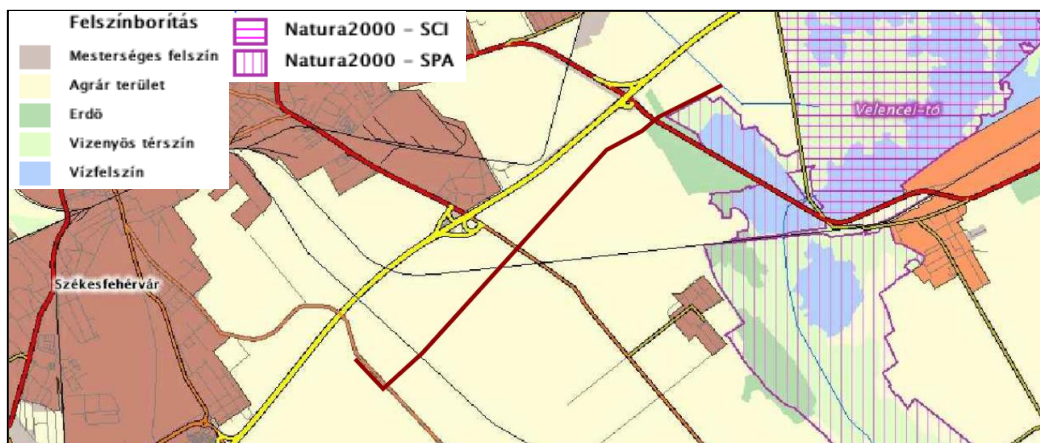 Felszínborítás
Mesterséges felszín
Agrár terület
Erdő
Vizenyős térszín
Vízfelszín
Natura2000 - SCI
Natura2000 - SPA
Velencei-tó
Székesfehérvár